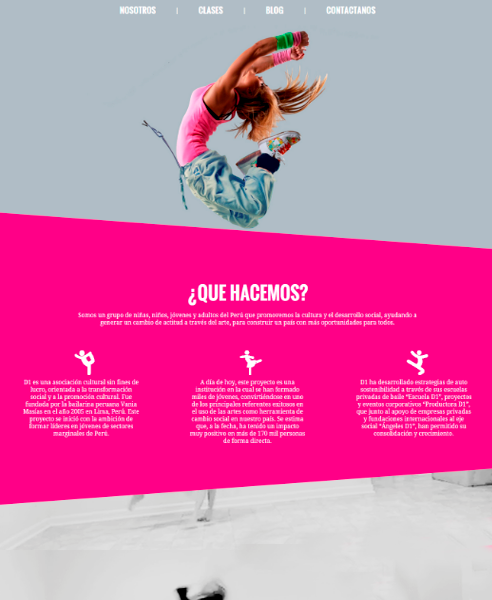 NOSOTROS | CLASES | BLOG | CONTACTANOS
¿QUE HACEMOS?
Somos un grupo de niñas, niños, jóvenes y adultos del Perú que promovemos la cultura y el desarrollo social, ayudando a
generar un cambio de actitud a través del arte, para construir un país con más oportunidades para todos.
D1 es una asociación cultural sin fines de
lucro, orientada a la transformación
social y a la promoción cultural. Fue
fundada por la bailarina peruana Vania
Masías en el año 2005 en Lima, Perú. Este
proyecto se inició con la ambición de
formar líderes en jóvenes de sectores
marginales de Perú.
A día de hoy, este proyecto es una
institución en la cual se han formado
miles de jóvenes, convirtiéndose en uno
de los principales referentes exitosos en
el uso de las artes como herramienta de
cambio social en nuestro país. Se estima
que, a la fecha, ha tenido un impacto
muy positivo en más de 170 mil personas
de forma directa.
D1 ha desarrollado estrategias de auto
sostenibilidad a través de sus escuelas
privadas de baile "Escuela D1", proyectos
y eventos corporativos "Productora D1",
que junto al apoyo de empresas privadas
y fundaciones internacionales al eje
social "Ángeles D1", han permitido su
consolidación y crecimiento.